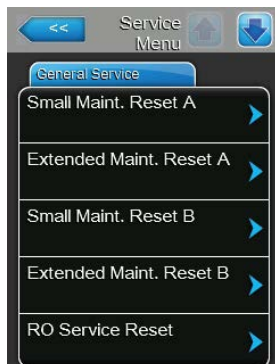 <<
Service
Menu
General Service
Small Maint. Reset A
Extended Maint. Reset A
Small Maint. Reset B
Extended Maint. Reset B
RO Service Reset